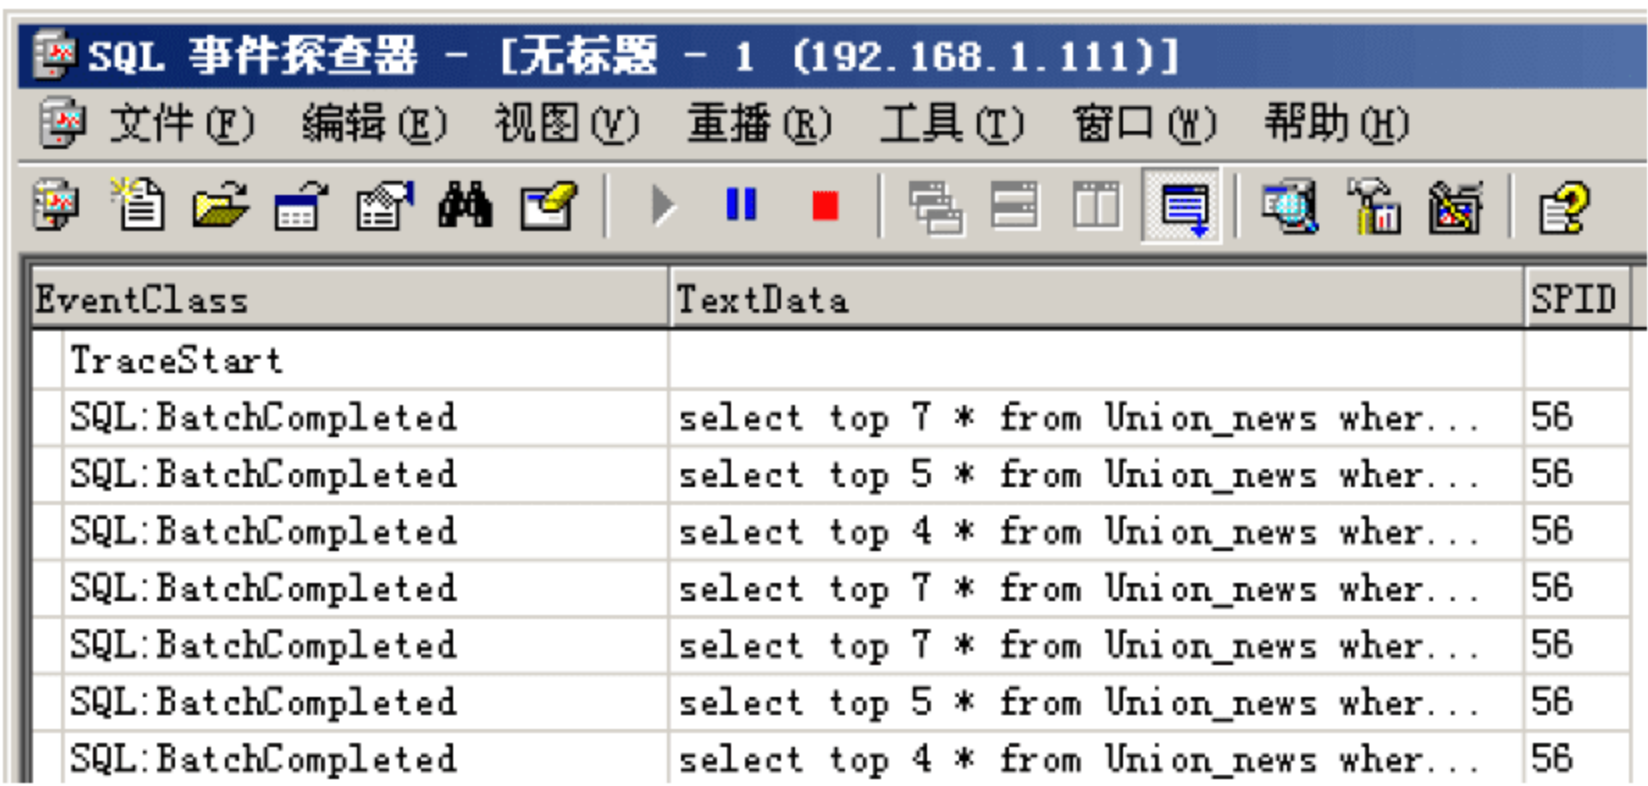 SQL 事件探查器 - [无标题 - 1 (192.168.1.111)]
文件(F) 编辑(E) 视图(V) 重播(R) 工具(T) 窗口(W) 帮助(H)
EventClass TextData SPID
TraceStart
SQL:BatchCompleted select top 7 * from Union_news wher... 56
SQL:BatchCompleted select top 5 * from Union_news wher... 56
SQL:BatchCompleted select top 4 * from Union_news wher... 56
SQL:BatchCompleted select top 7 * from Union_news wher... 56
SQL:BatchCompleted select top 7 * from Union_news wher... 56
SQL:BatchCompleted select top 5 * from Union_news wher... 56
SQL:BatchCompleted select top 4 * from Union_news wher... 56